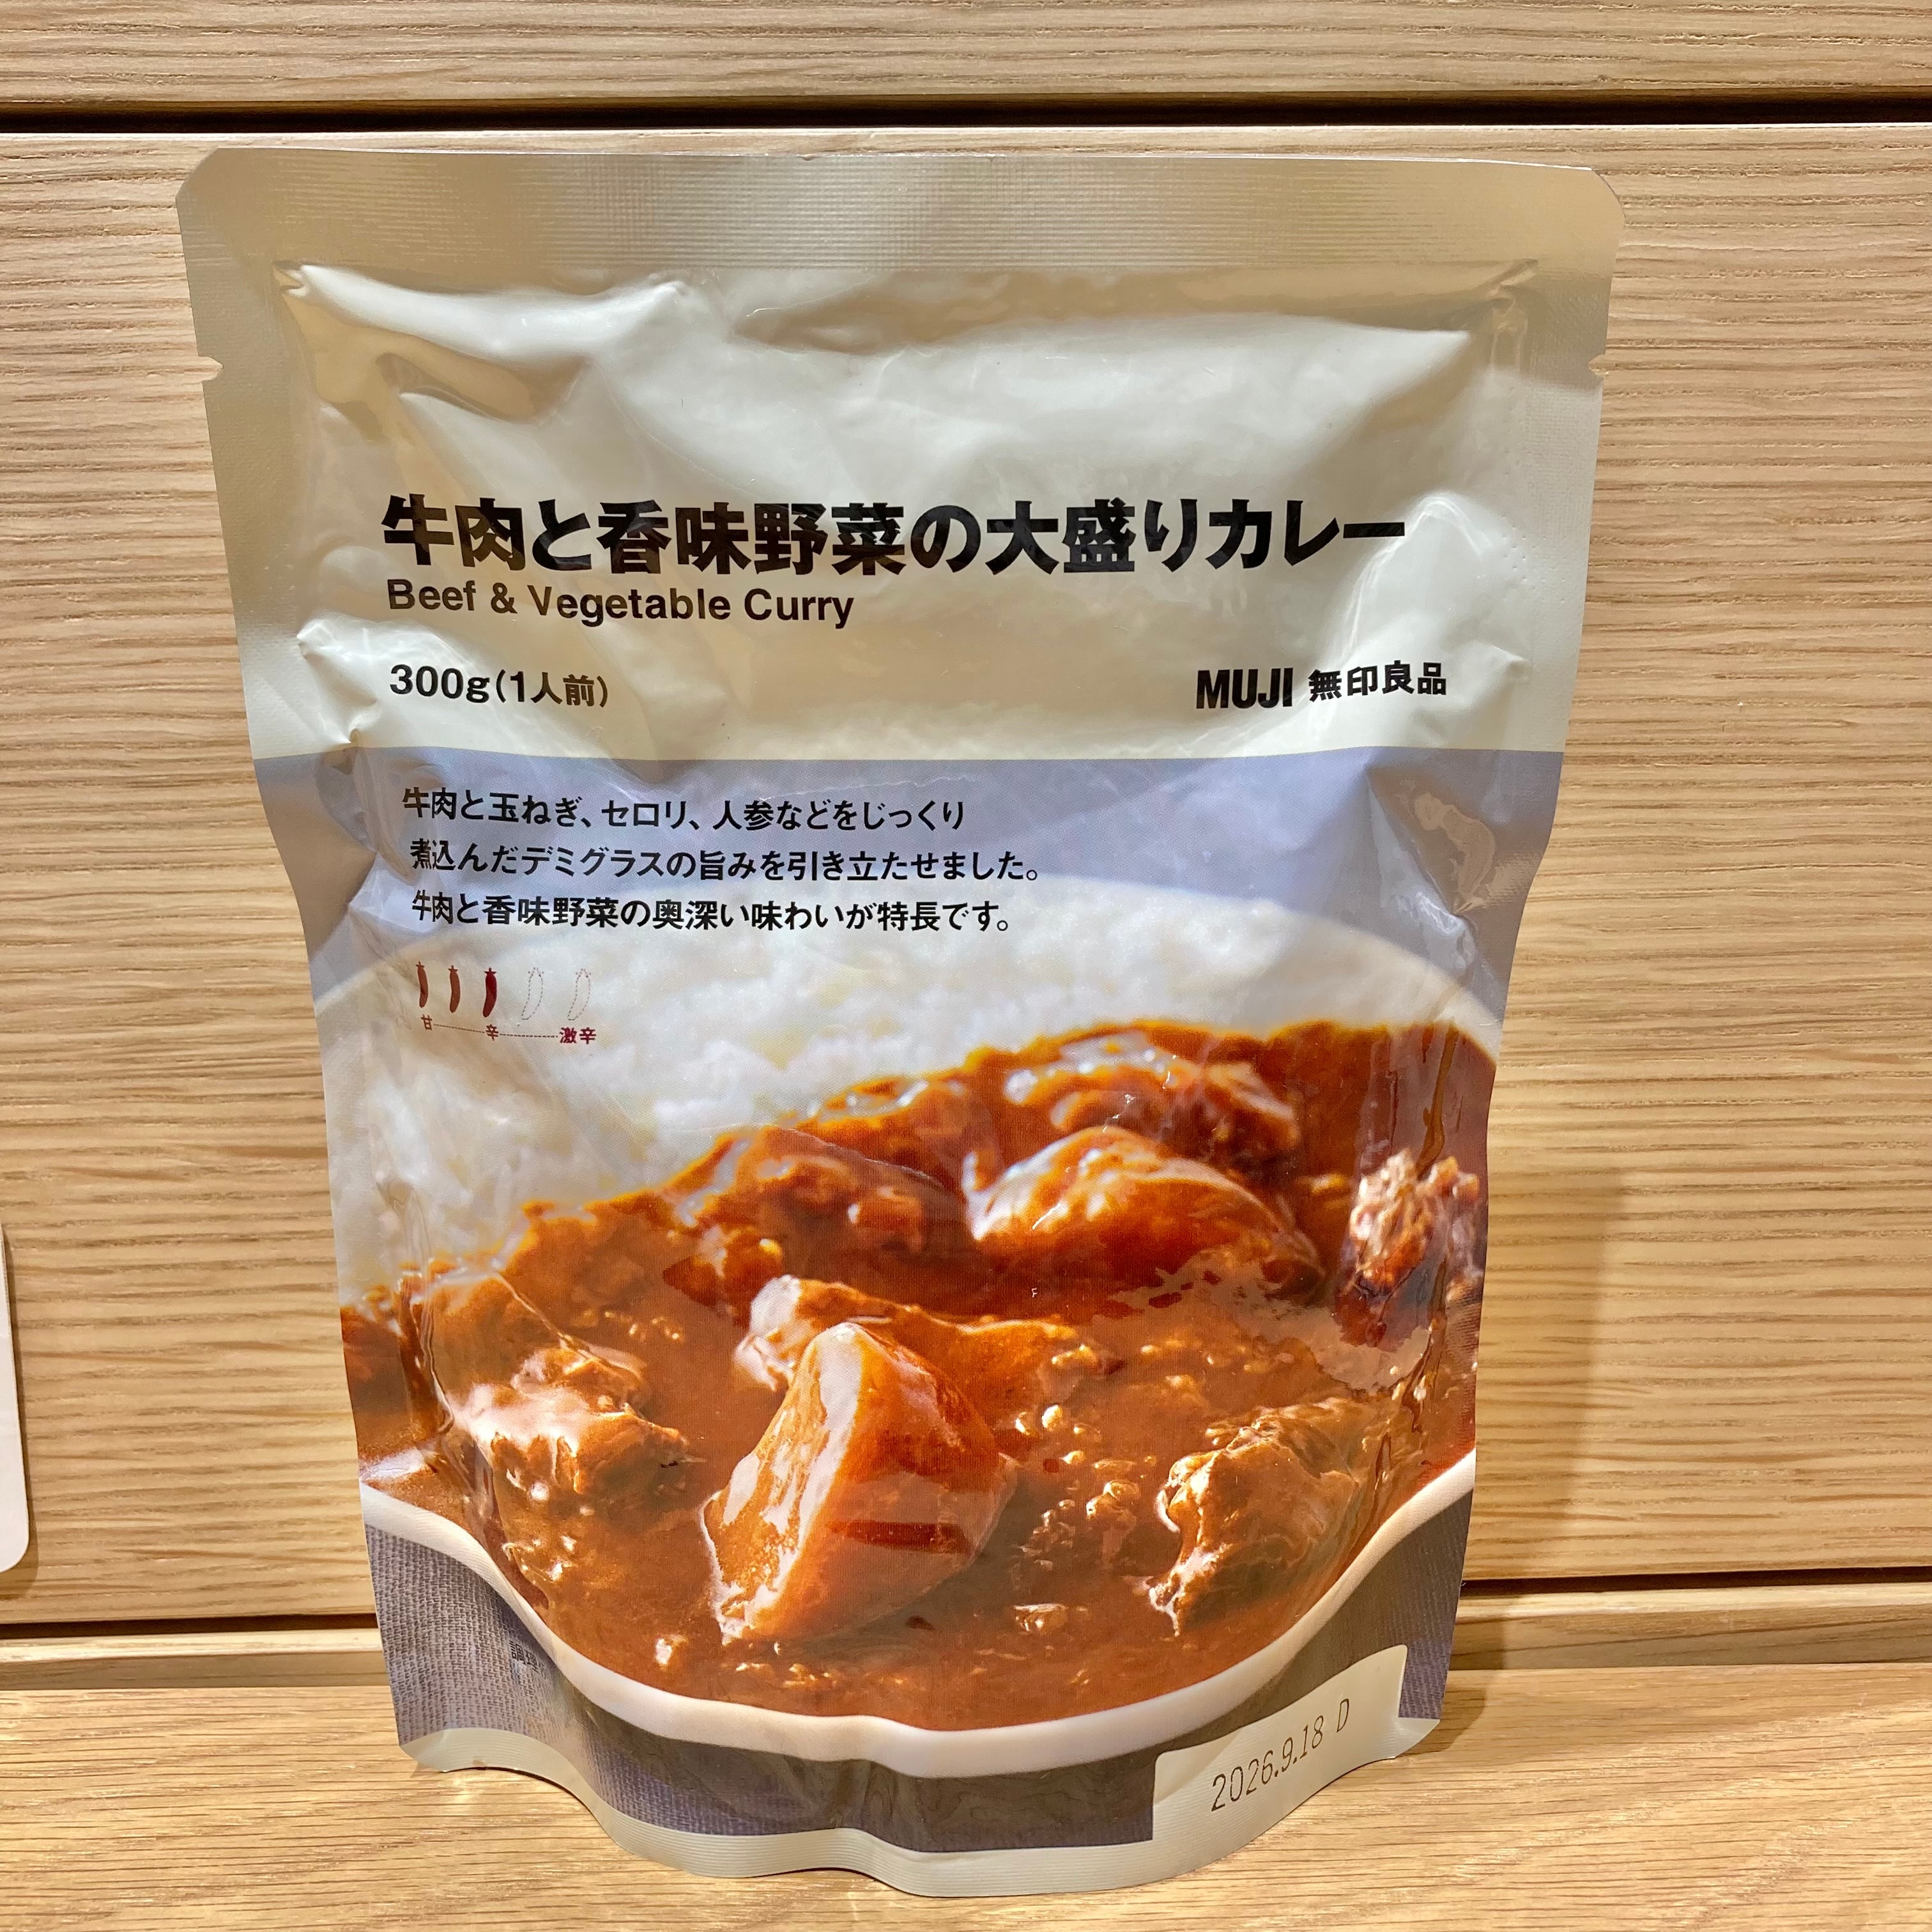 牛肉と香味野菜の大盛りカレー
Beef & Vegetable Curry
300g(1人前)
MUJI 無印良品
牛肉と玉ねぎ、セロリ、人参などをじっくり
煮込んだデミグラスの旨みを引き立たせました。
牛肉と香味野菜の奥深い味わいが特長です。
甘 辛 激辛
調理
2026.9.18 D